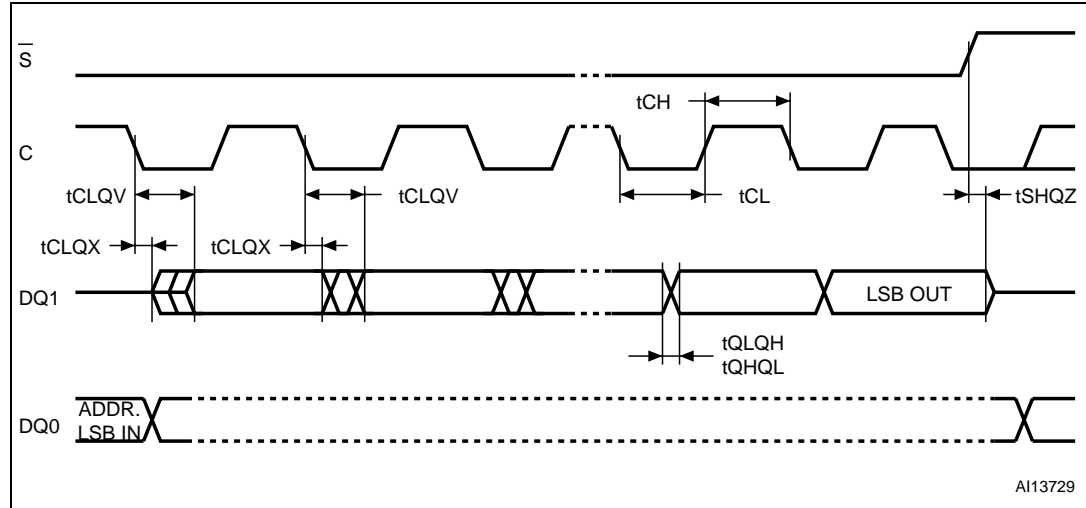 S
tCH
C
tCLQV
tCLQV
tCL
tSHQZ
tCLQX
tCLQX
DQ1
LSB OUT
tQLQH
tQHQL
DQ0
ADDR.
LSB IN
AI13729